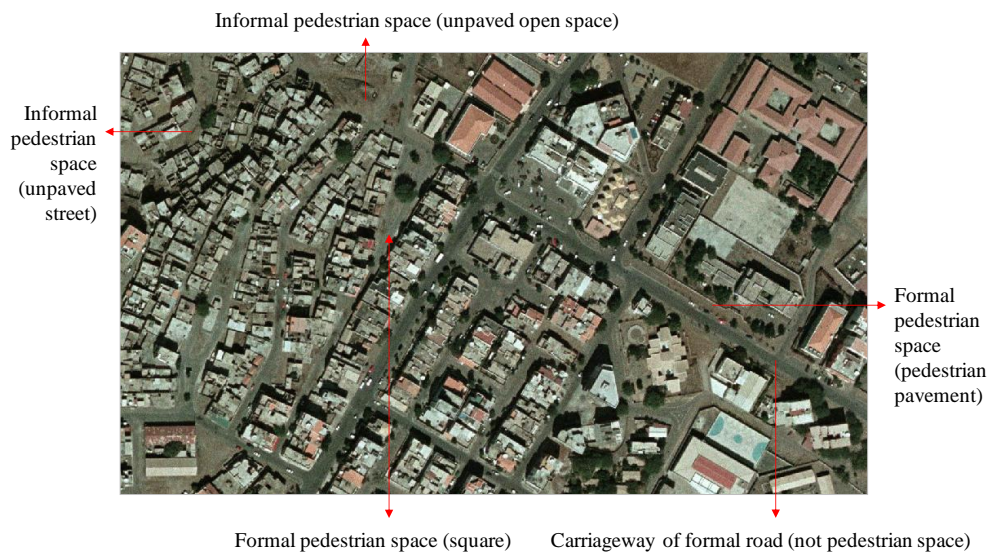 Informal pedestrian space (unpaved open space)
Informal
pedestrian
space
(unpaved
street)
Formal
pedestrian
space
(pedestrian
pavement)
Formal pedestrian space (square)
Carriageway of formal road (not pedestrian space)